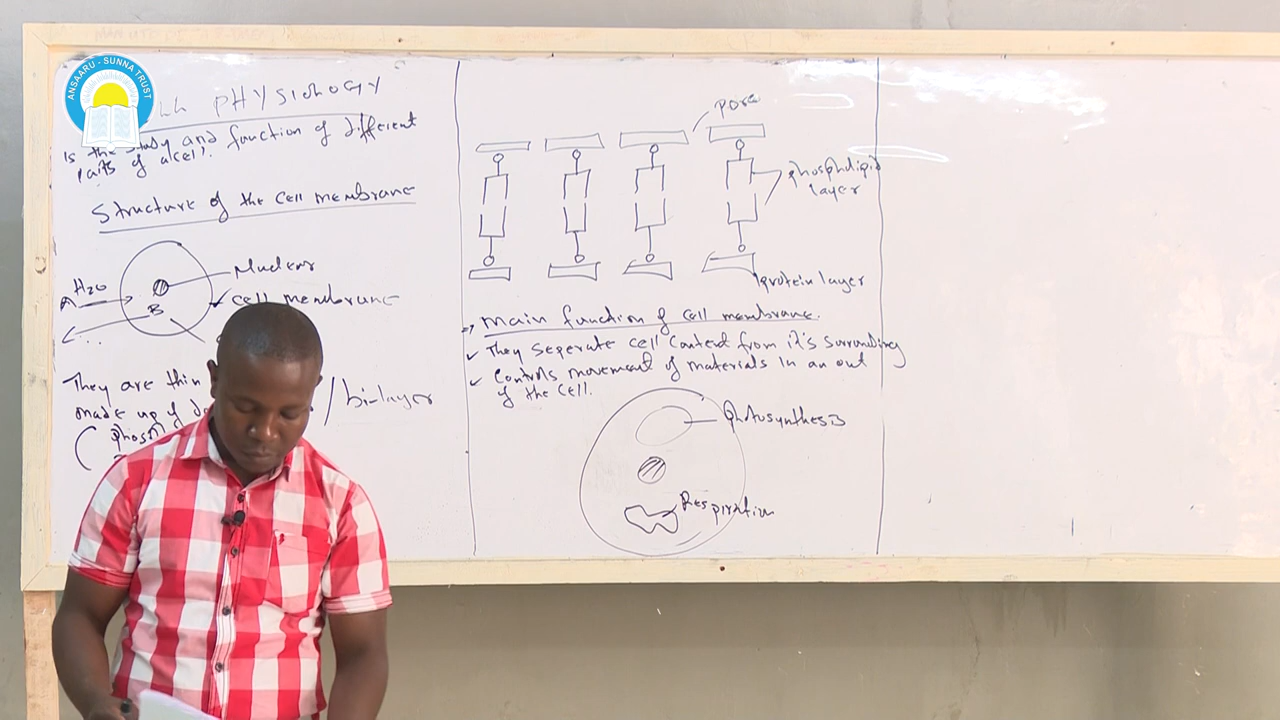 ANSAARU - SUNNA TRUST
PHYSIOLOGY
Is the study and function of different
parts of a cell.
Structure of the cell membrane
H₂O
Nucleus
cell membrane
B
They are thin
made up of
/ bi-layer
pore
phospholipid
layer
protein layer
main function of cell membrane.
They seperate cell content from it's surrounding
Controls movement of materials in an out
of the cell.
photosynthesis
Respiration